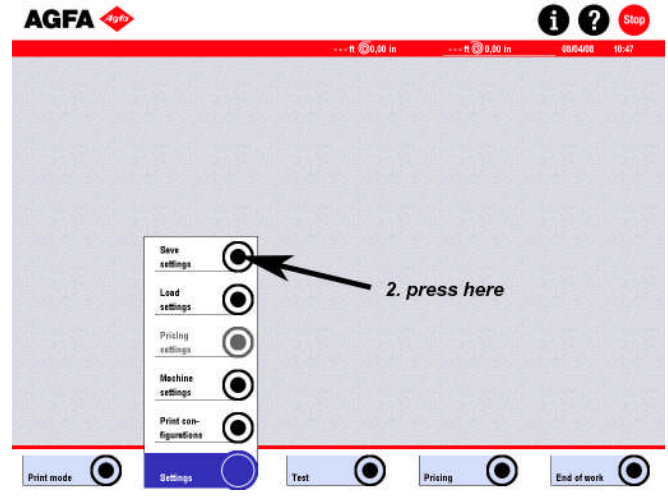 AGFA Agfa i ? Stop
--- ft 0,00 in --- ft 0,00 in 08/04/08 10:47
Save
settings
2. press here
Load
settings
Pricing
settings
Machine
settings
Print con-
figurations
Print mode Settings Test Pricing End of work